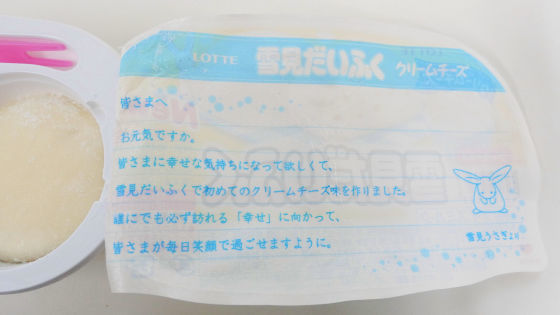 LOTTE 雪見だいふく クリームチーズ
皆さまへ
お元気ですか。
皆さまに幸せな気持ちになって欲しくて、
雪見だいふくで初めてのクリームチーズ味を作りました。
誰にでも必ず訪れる「幸せ」に向かって、
皆さまが毎日笑顔で過ごせますように。
雪見うさぎより